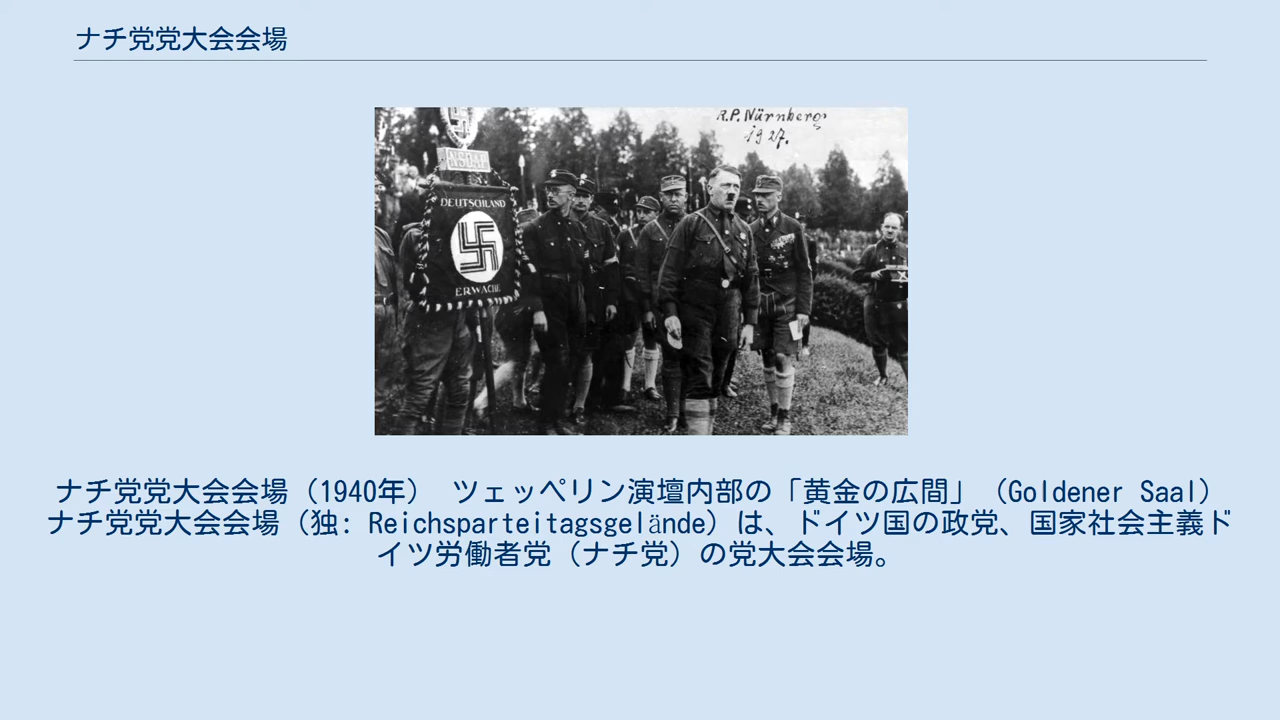 ナチ党党大会会場
R.P. Nürnberg
1927.
NSDAP
DEUTSCHLAND
ERWACHE
ナチ党党大会会場（1940年） ツェッペリン演壇内部の「黄金の広間」（Goldener Saal）
ナチ党党大会会場（独: Reichsparteitagsgelände）は、ドイツ国の政党、国家社会主義ド
イツ労働者党（ナチ党）の党大会会場。